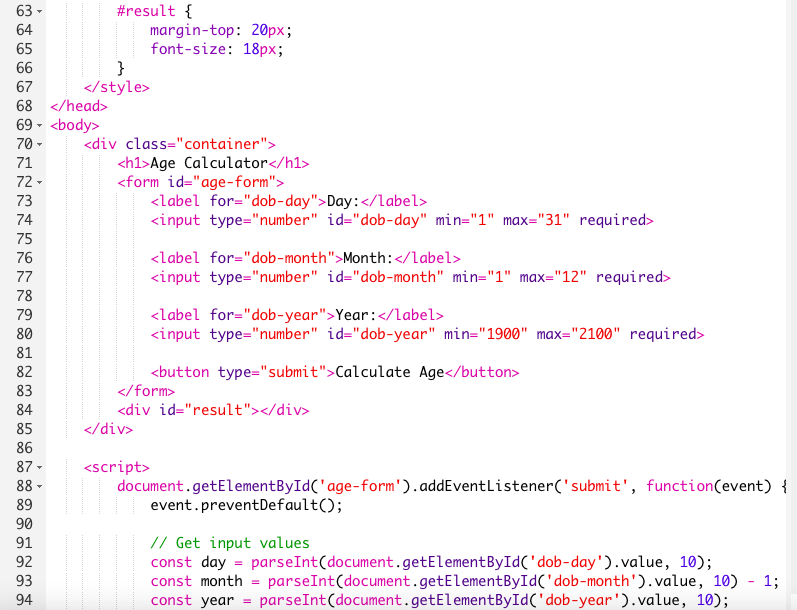 63 #result {
64 margin-top: 20px;
65 font-size: 18px;
66 }
67 </style>
68 </head>
69 <body>
70 <div class="container">
71 <h1>Age Calculator</h1>
72 <form id="age-form">
73 <label for="dob-day">Day:</label>
74 <input type="number" id="dob-day" min="1" max="31" required>
75
76 <label for="dob-month">Month:</label>
77 <input type="number" id="dob-month" min="1" max="12" required>
78
79 <label for="dob-year">Year:</label>
80 <input type="number" id="dob-year" min="1900" max="2100" required>
81
82 <button type="submit">Calculate Age</button>
83 </form>
84 <div id="result"></div>
85 </div>
86
87 <script>
88 document.getElementById('age-form').addEventListener('submit', function(event) {
89 event.preventDefault();
90
91 // Get input values
92 const day = parseInt(document.getElementById('dob-day').value, 10);
93 const month = parseInt(document.getElementById('dob-month').value, 10) - 1;
94 const year = parseInt(document.getElementById('dob-year').value, 10);